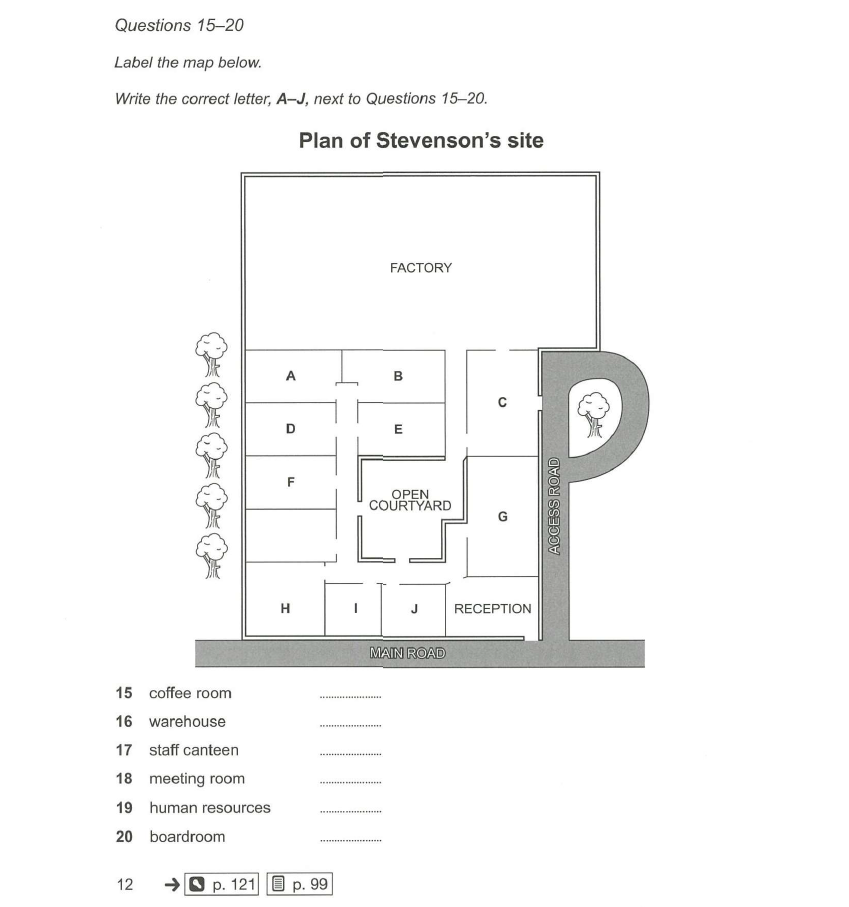 Questions 15–20
Label the map below.
Write the correct letter, A–J, next to Questions 15–20.
Plan of Stevenson's site
FACTORY
A
B
C
D
E
F
OPEN
COURTYARD
G
ACCESS ROAD
H
I
J
RECEPTION
MAIN ROAD
15 coffee room ......................
16 warehouse ......................
17 staff canteen ......................
18 meeting room ......................
19 human resources ......................
20 boardroom ......................
12 → p. 121 p. 99